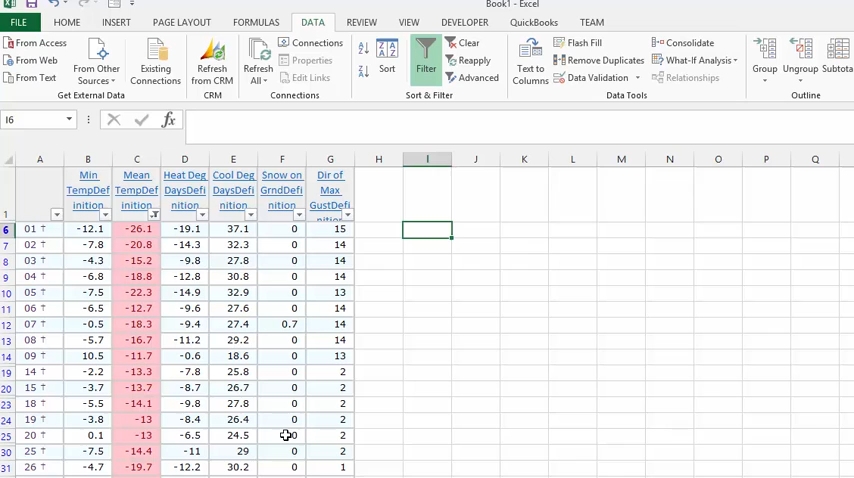 Book1 - Excel
FILE HOME INSERT PAGE LAYOUT FORMULAS DATA REVIEW VIEW DEVELOPER QuickBooks TEAM
From Access
From Web
From Text
From Other
Sources
Existing
Connections
Get External Data
Refresh
from CRM
CRM
Refresh
All
Connections
Properties
Edit Links
Connections
Sort
Filter
Clear
Reapply
Advanced
Sort & Filter
Text to
Columns
Flash Fill
Remove Duplicates
Data Validation
Consolidate
What-If Analysis
Relationships
Data Tools
Group
Ungroup
Subtota
Outline
I6 fx
A B C D E F G H I J K L M N O P Q
1
Min
TempDef
inition
Mean
TempDef
inition
Heat Deg
DaysDefi
nition
Cool Deg
DaysDefi
nition
Snow on
GrndDefi
nition
Dir of
Max
GustDefi
nition
6 01 † -12.1 -26.1 -19.1 37.1 0 15
7 02 † -7.8 -20.8 -14.3 32.3 0 14
8 03 † -4.3 -15.2 -9.8 27.8 0 14
9 04 † -6.8 -18.8 -12.8 30.8 0 14
10 05 † -7.5 -22.3 -14.9 32.9 0 13
11 06 † -6.5 -12.7 -9.6 27.6 0 14
12 07 † -0.5 -18.3 -9.4 27.4 0.7 14
13 08 † -5.7 -16.7 -11.2 29.2 0 14
14 09 † 10.5 -11.7 -0.6 18.6 0 13
19 14 † -2.2 -13.3 -7.8 25.8 0 2
20 15 † -3.7 -13.7 -8.7 26.7 0 2
23 18 † -5.5 -14.1 -9.8 27.8 0 2
24 19 † -3.8 -13 -8.4 26.4 0 2
25 20 † 0.1 -13 -6.5 24.5 0 2
30 25 † -7.5 -14.4 -11 29 0 2
31 26 † -4.7 -19.7 -12.2 30.2 0 1